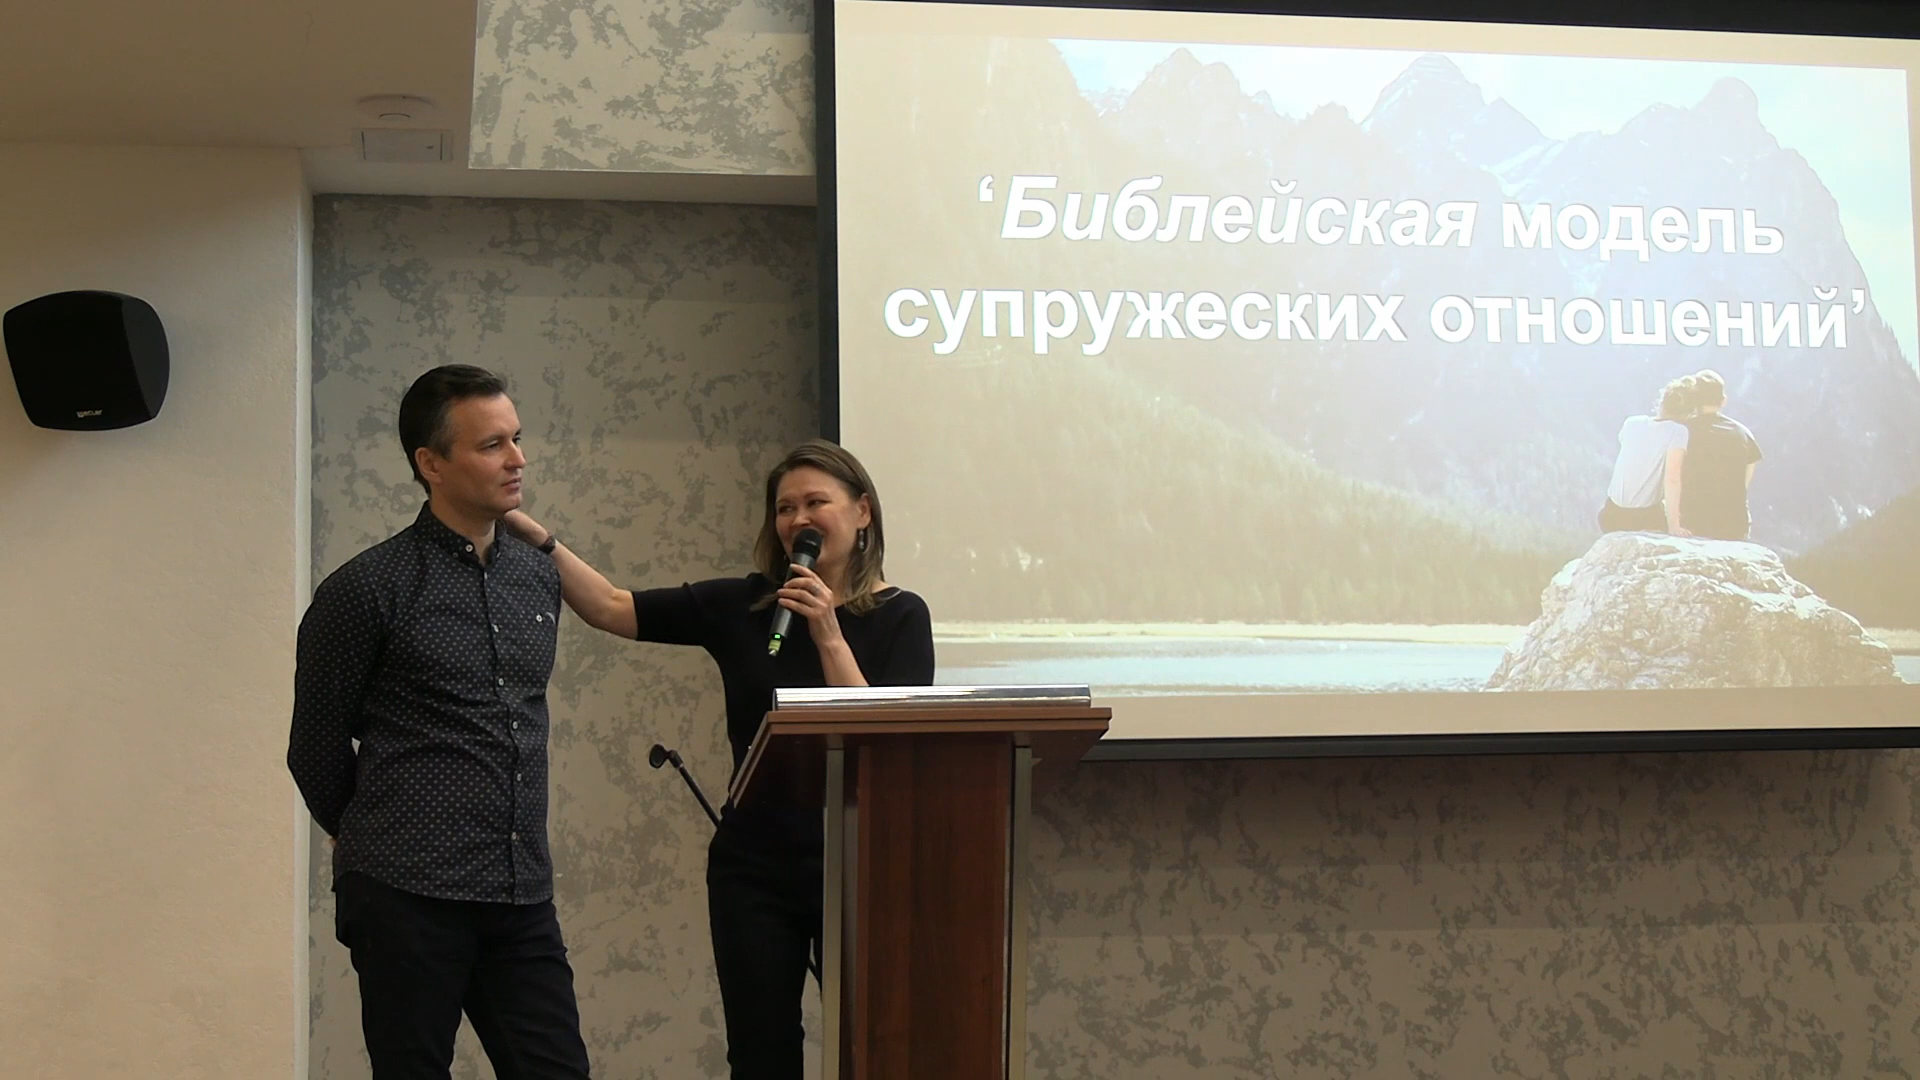 ‘Библейская модель
супружеских отношений’